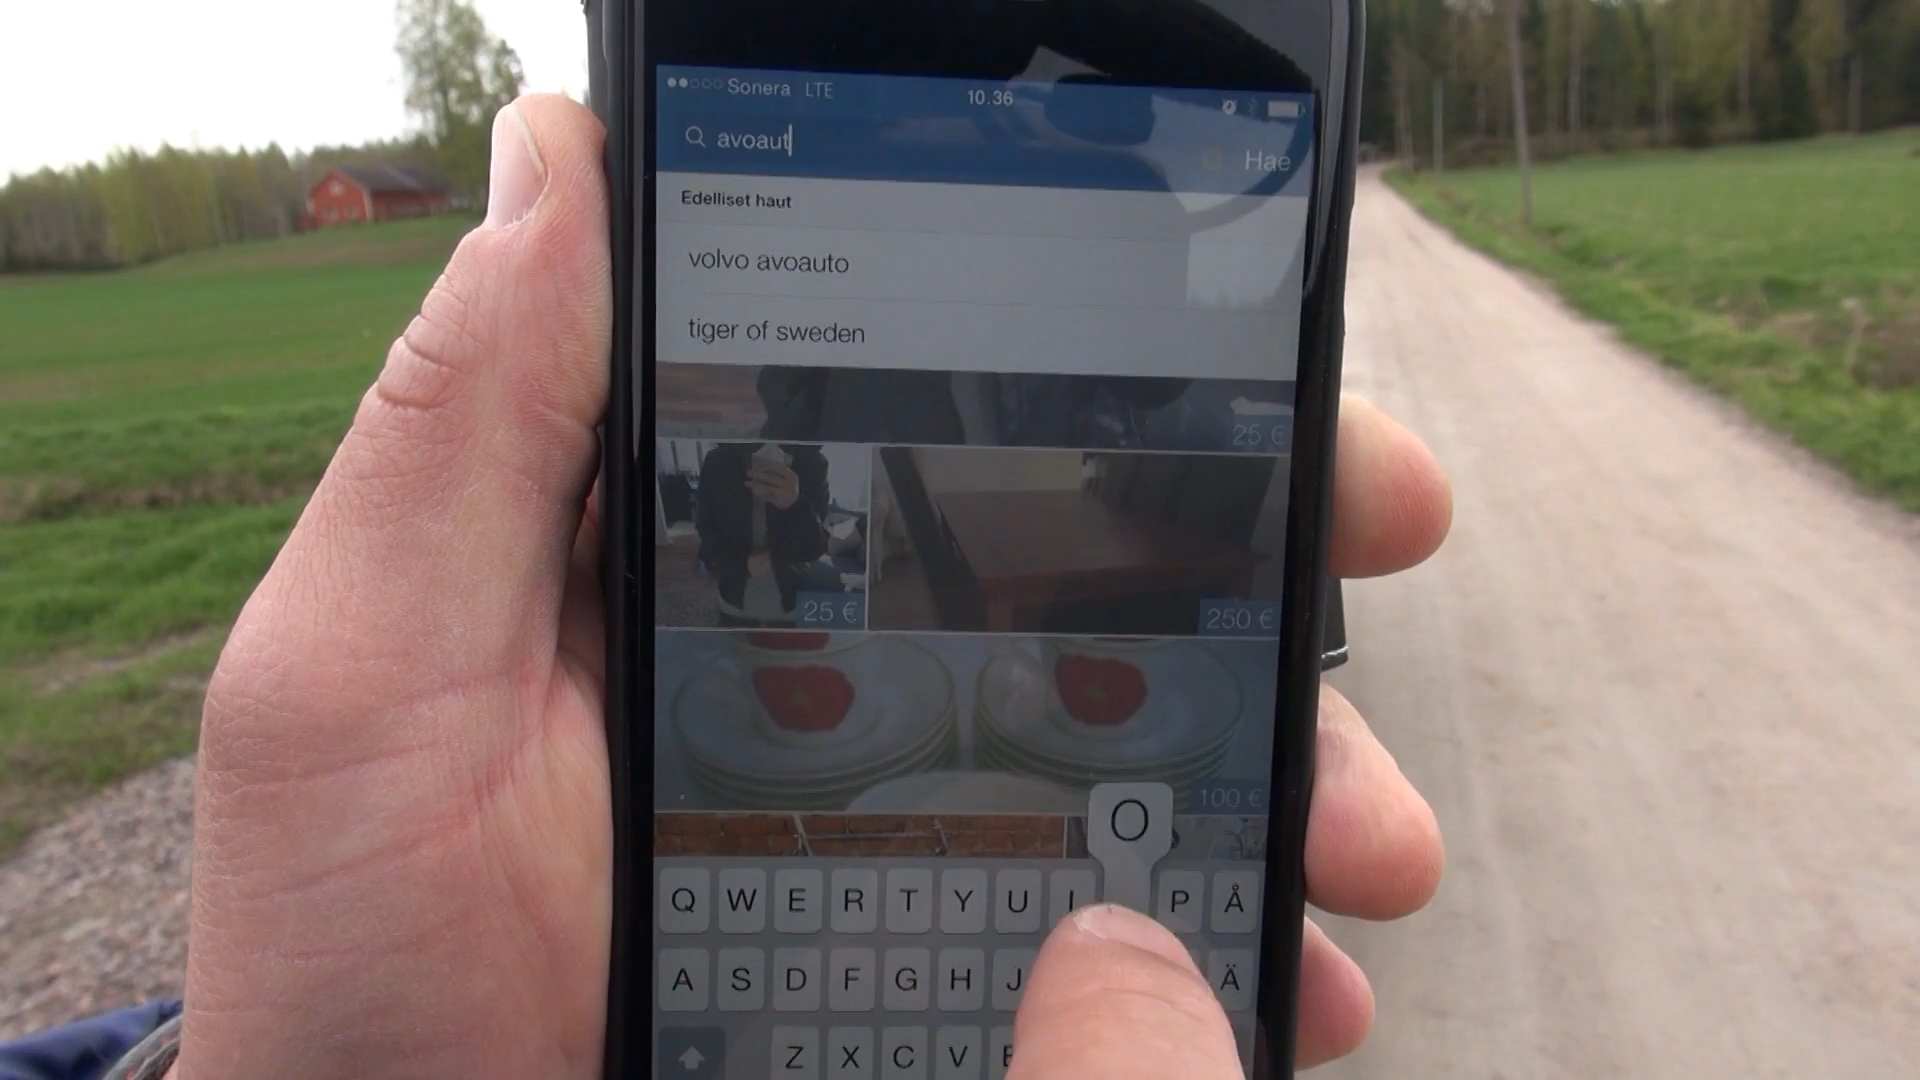 Sonera LTE 10.36
avoaut
Hae
Edelliset haut
volvo avoauto
tiger of sweden
25 €
25 €
250 €
100 €
O
Q W E R T Y U I P Å
A S D F G H J Ä
Z X C V